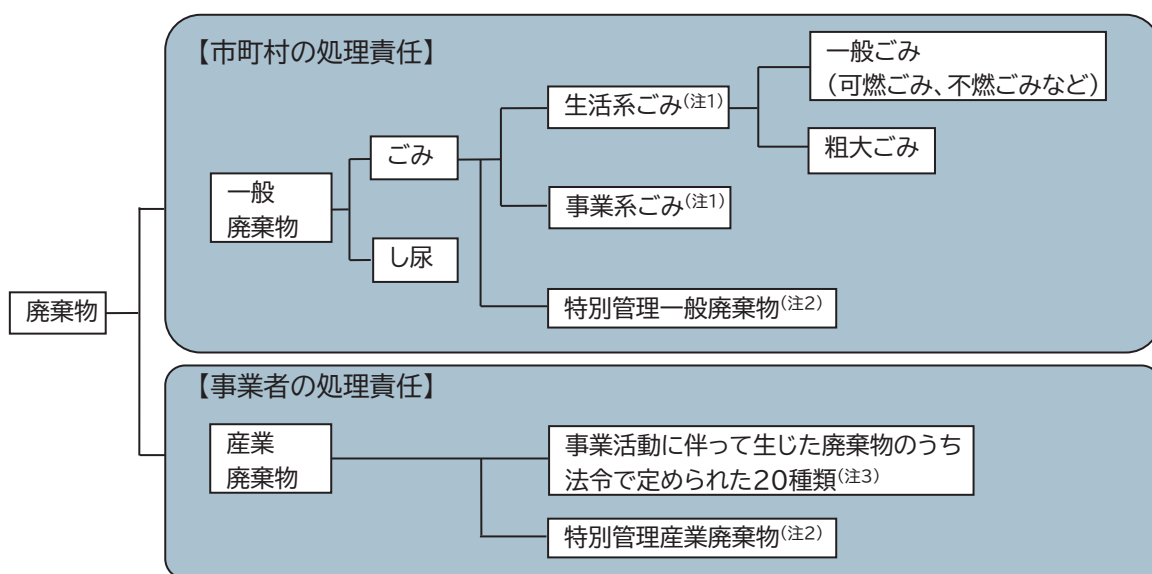 【市町村の処理責任】
一般ごみ
(可燃ごみ、不燃ごみなど)
生活系ごみ(注1)
粗大ごみ
ごみ
一般
廃棄物
事業系ごみ(注1)
し尿
特別管理一般廃棄物(注2)
廃棄物
【事業者の処理責任】
産業
廃棄物
事業活動に伴って生じた廃棄物のうち
法令で定められた20種類(注3)
特別管理産業廃棄物(注2)